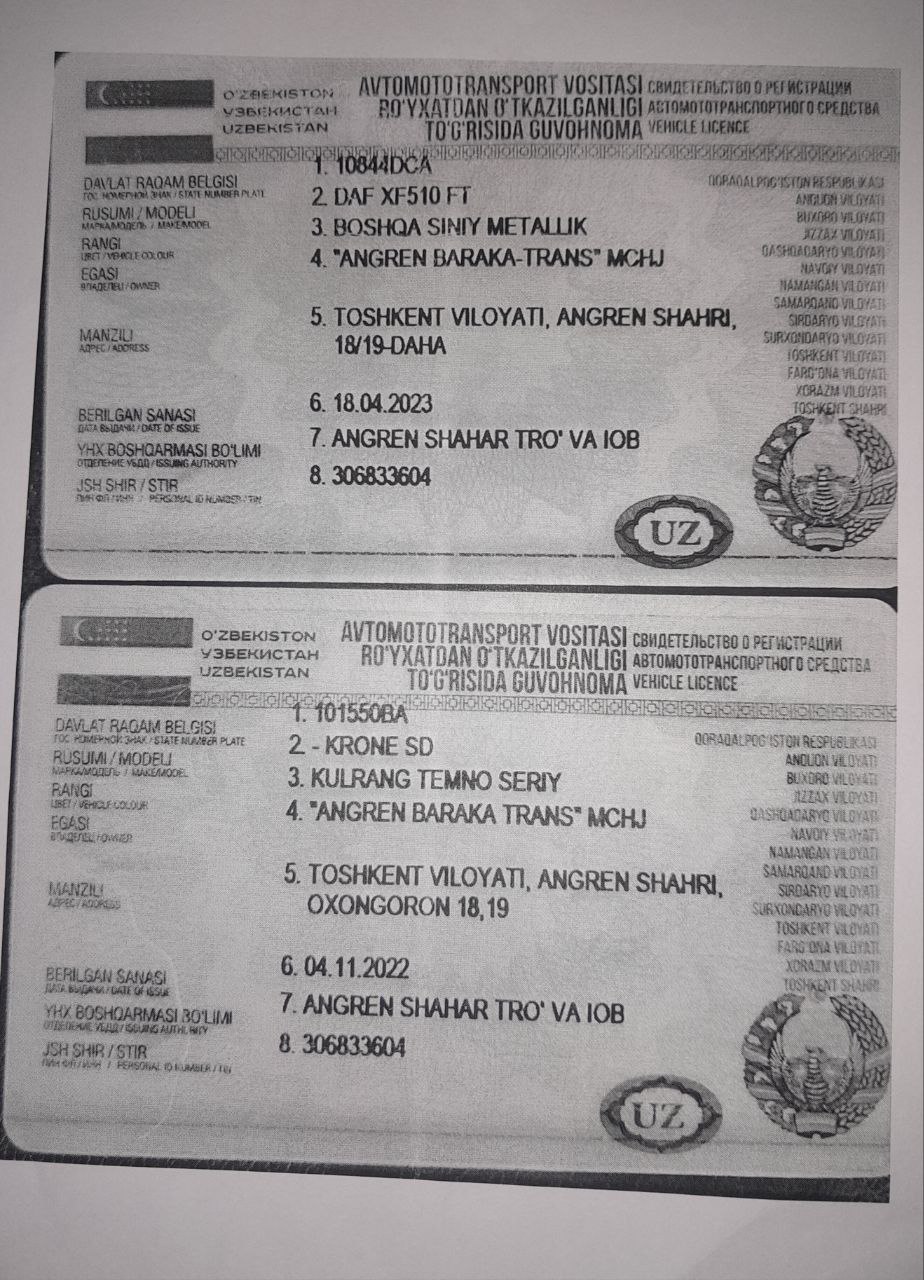 O'ZBEKISTON
УЗБЕКИСТАН
UZBEKISTAN
AVTOMOTOTRANSPORT VOSITASI
RO'YXATDAN O'TKAZILGANLIGI
TO'G'RISIDA GUVOHNOMA
СВИДЕТЕЛЬСТВО О РЕГИСТРАЦИИ
АВТОМОТОТРАНСПОРТНОГО СРЕДСТВА
VEHICLE LICENCE
DAVLAT RAQAM BELGISI
ГОС. НОМЕРНОЙ ЗНАК / STATE NUMBER PLATE
1. 10844DCA
RUSUMI / MODELI
МАРКА/МОДЕЛЬ / MAKE/MODEL
2. DAF XF510 FT
RANGI
ЦВЕТ / VEHICLE COLOUR
3. BOSHQA SINIY METALLIK
EGASI
ВЛАДЕЛЕЦ / OWNER
4. "ANGREN BARAKA-TRANS" MCHJ
MANZILI
АДРЕС / ADDRESS
5. TOSHKENT VILOYATI, ANGREN SHAHRI,
18/19-DAHA
BERILGAN SANASI
ДАТА ВЫДАЧИ / DATE OF ISSUE
6. 18.04.2023
YHX BOSHQARMASI BO'LIMI
ОТДЕЛЕНИЕ УБДД / ISSUING AUTHORITY
7. ANGREN SHAHAR TRO' VA IOB
JSH SHIR / STIR
ПИНФЛ / ИНН / PERSONAL ID NUMBER / TIN
8. 306833604
QORAQALPOG'ISTON RESPUBLIKASI
ANDIJON VILOYATI
BUXORO VILOYATI
JIZZAX VILOYATI
QASHQADARYO VILOYATI
NAVOIY VILOYATI
NAMANGAN VILOYATI
SAMARQAND VILOYATI
SIRDARYO VILOYATI
SURXONDARYO VILOYATI
TOSHKENT VILOYATI
FARG'ONA VILOYATI
XORAZM VILOYATI
TOSHKENT SHAHRI
UZ
O'ZBEKISTON
УЗБЕКИСТАН
UZBEKISTAN
AVTOMOTOTRANSPORT VOSITASI
RO'YXATDAN O'TKAZILGANLIGI
TO'G'RISIDA GUVOHNOMA
СВИДЕТЕЛЬСТВО О РЕГИСТРАЦИИ
АВТОМОТОТРАНСПОРТНОГО СРЕДСТВА
VEHICLE LICENCE
DAVLAT RAQAM BELGISI
ГОС. НОМЕРНОЙ ЗНАК / STATE NUMBER PLATE
1. 101550BA
RUSUMI / MODELI
МАРКА/МОДЕЛЬ / MAKE/MODEL
2. - KRONE SD
RANGI
ЦВЕТ / VEHICLE COLOUR
3. KULRANG TEMNO SERIY
EGASI
ВЛАДЕЛЕЦ / OWNER
4. "ANGREN BARAKA TRANS" MCHJ
MANZILI
АДРЕС / ADDRESS
5. TOSHKENT VILOYATI, ANGREN SHAHRI,
OXONGORON 18,19
BERILGAN SANASI
ДАТА ВЫДАЧИ / DATE OF ISSUE
6. 04.11.2022
YHX BOSHQARMASI BO'LIMI
ОТДЕЛЕНИЕ УБДД / ISSUING AUTHORITY
7. ANGREN SHAHAR TRO' VA IOB
JSH SHIR / STIR
ПИНФЛ / ИНН / PERSONAL ID NUMBER / TIN
8. 306833604
QORAQALPOG'ISTON RESPUBLIKASI
ANDIJON VILOYATI
BUXORO VILOYATI
JIZZAX VILOYATI
QASHQADARYO VILOYATI
NAVOIY VILOYATI
NAMANGAN VILOYATI
SAMARQAND VILOYATI
SIRDARYO VILOYATI
SURXONDARYO VILOYATI
TOSHKENT VILOYATI
FARG'ONA VILOYATI
XORAZM VILOYATI
TOSHKENT SHAHRI
UZ